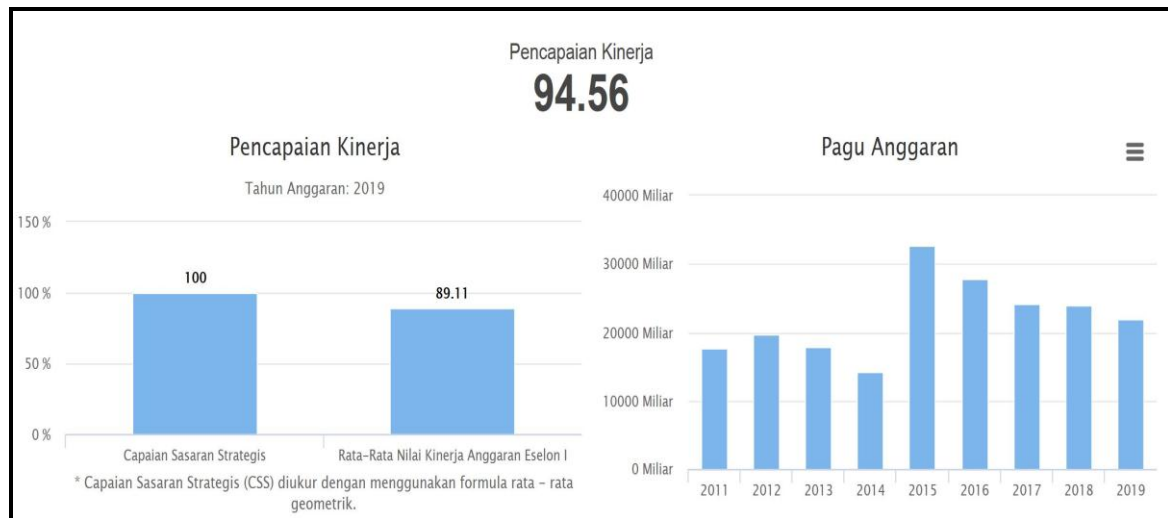 Pencapaian Kinerja
94.56
Pencapaian Kinerja
Tahun Anggaran: 2019
150 %
100 %
50 %
0 %
100
89.11
Capaian Sasaran Strategis
Rata-Rata Nilai Kinerja Anggaran Eselon I
* Capaian Sasaran Strategis (CSS) diukur dengan menggunakan formula rata - rata
geometrik.
Pagu Anggaran
40000 Miliar
30000 Miliar
20000 Miliar
10000 Miliar
0 Miliar
2011 2012 2013 2014 2015 2016 2017 2018 2019